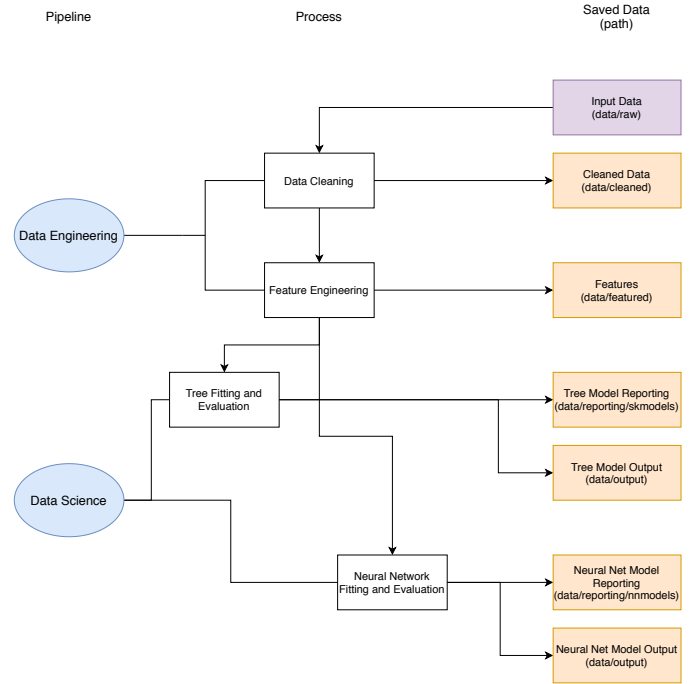 Pipeline
Process
Saved Data
(path)
Input Data
(data/raw)
Data Cleaning
Cleaned Data
(data/cleaned)
Data Engineering
Feature Engineering
Features
(data/featured)
Tree Fitting and
Evaluation
Tree Model Reporting
(data/reporting/skmodels)
Tree Model Output
(data/output)
Data Science
Neural Network
Fitting and Evaluation
Neural Net Model
Reporting
(data/reporting/nnmodels)
Neural Net Model Output
(data/output)